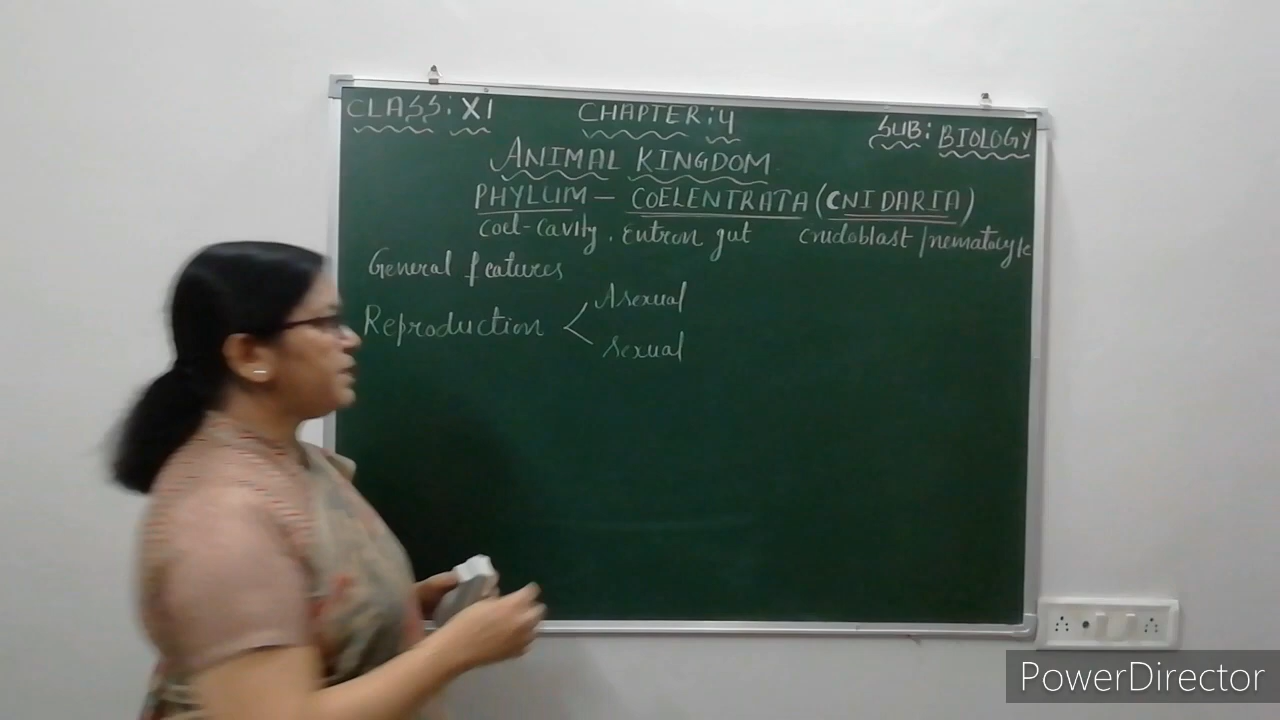 CLASS: XI CHAPTER: 4 SUB: BIOLOGY
ANIMAL KINGDOM
PHYLUM - COELENTRATA (CNIDARIA)
coel-cavity, entron gut cnidoblast / nematocyte
General features
Reproduction < Asexual
sexual
PowerDirector